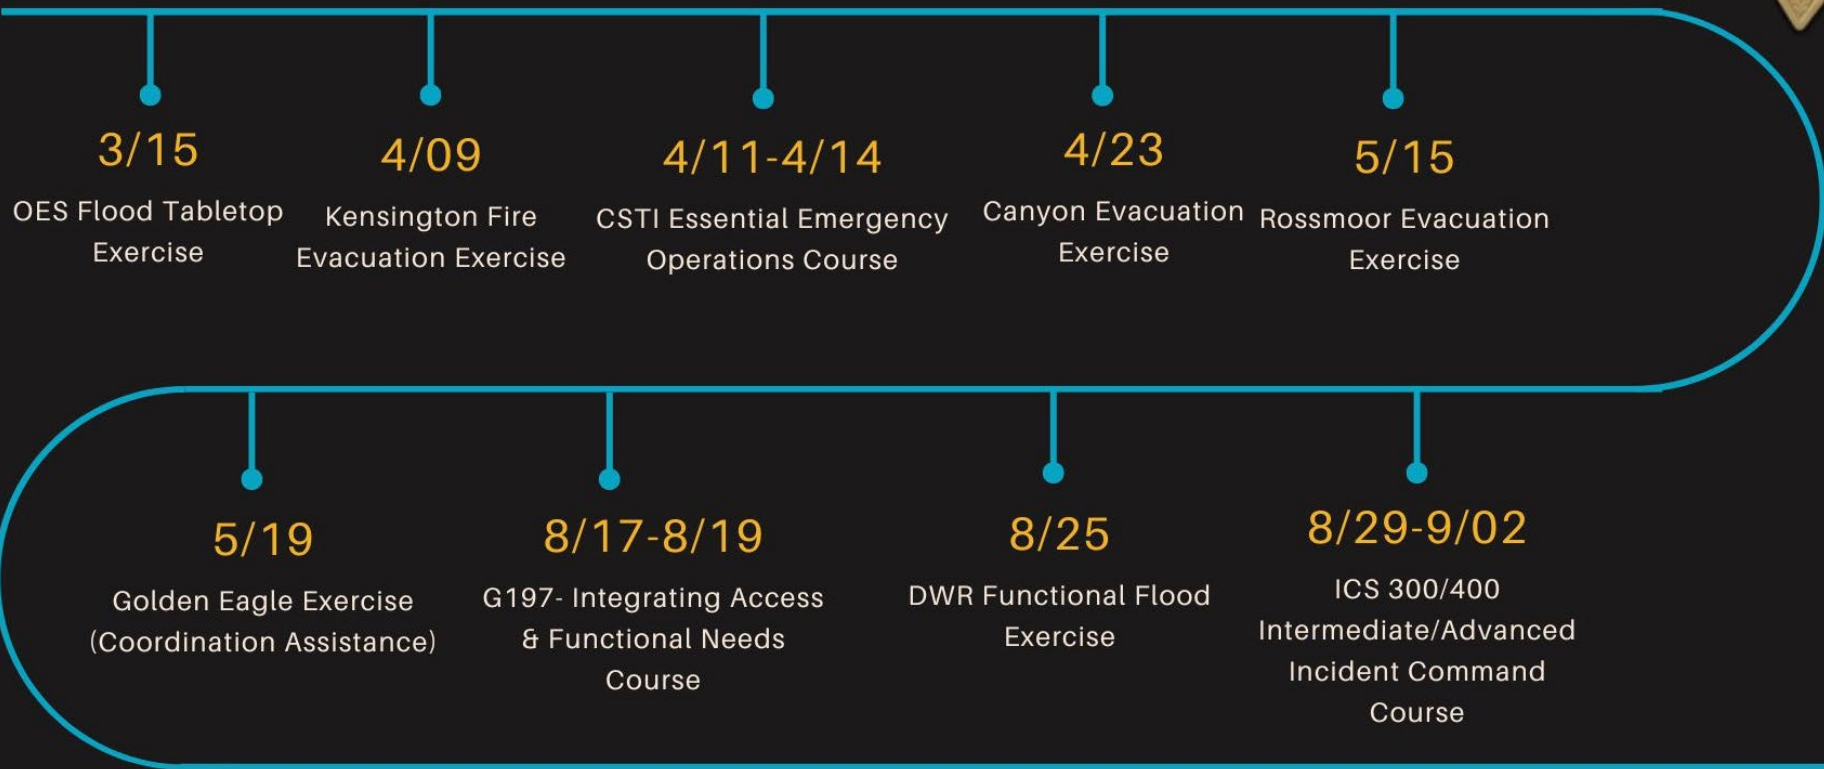 3/15
OES Flood Tabletop
Exercise
4/09
Kensington Fire
Evacuation Exercise
4/11-4/14
CSTI Essential Emergency
Operations Course
4/23
Canyon Evacuation
Exercise
5/15
Rossmoor Evacuation
Exercise
5/19
Golden Eagle Exercise
(Coordination Assistance)
8/17-8/19
G197- Integrating Access
& Functional Needs
Course
8/25
DWR Functional Flood
Exercise
8/29-9/02
ICS 300/400
Intermediate/Advanced
Incident Command
Course